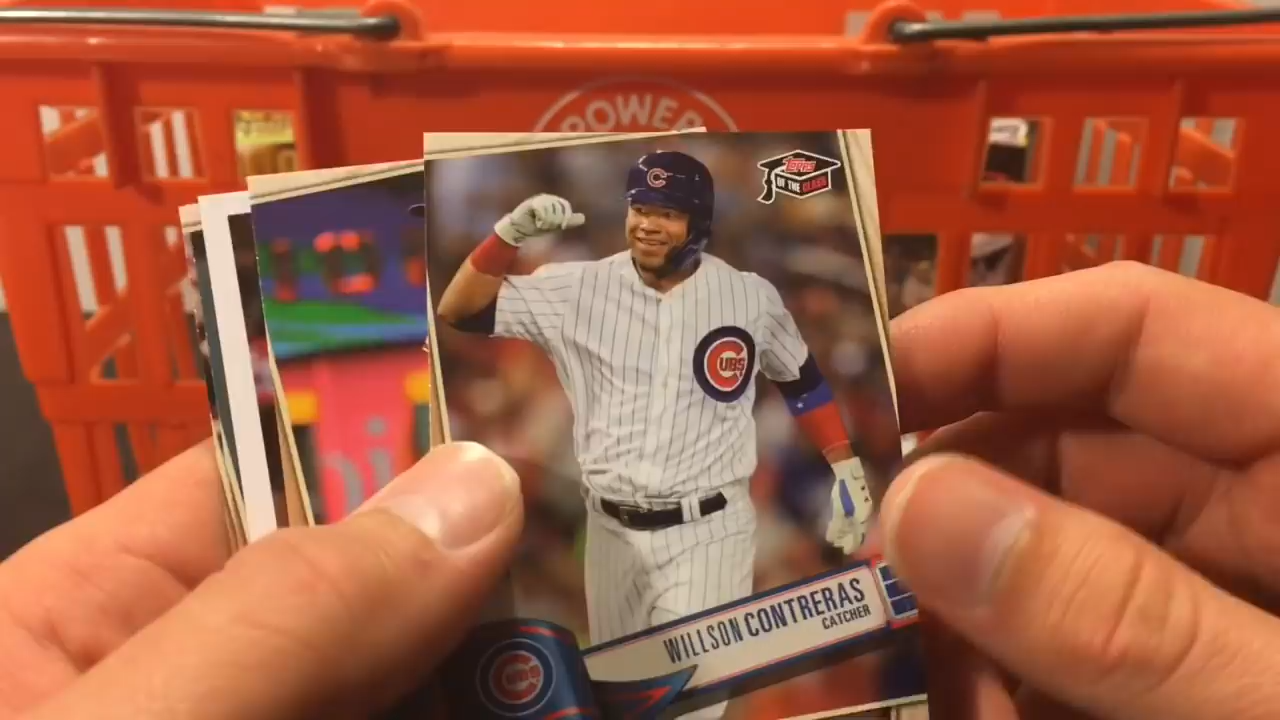 POWER
TOPPS
OF THE CLASS
C
CUBS
WILLSON CONTRERAS
CATCHER
CUBS